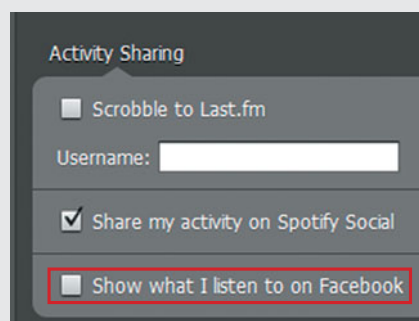 Activity Sharing
Scrobble to Last.fm
Username:
Share my activity on Spotify Social
Show what I listen to on Facebook